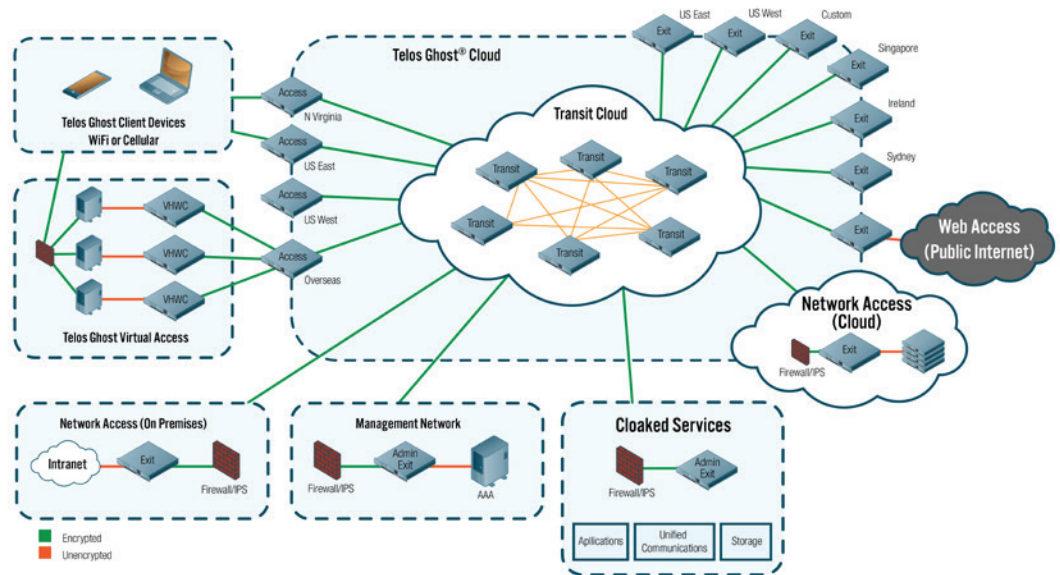 Telos Ghost® Cloud
US East
US West
Custom
Exit
Exit
Exit
Singapore
Exit
Ireland
Exit
Sydney
Exit
Exit
Telos Ghost Client Devices
WiFi or Cellular
Access
N Virginia
Access
US East
Access
US West
Access
Overseas
Transit Cloud
Transit
Transit
Transit
Transit
Transit
Transit
VHWC
VHWC
VHWC
Telos Ghost Virtual Access
Web Access
(Public Internet)
Network Access
(Cloud)
Firewall/IPS
Exit
Network Access (On Premises)
Intranet
Exit
Firewall/IPS
Management Network
Firewall/IPS
Admin
Exit
AAA
Cloaked Services
Firewall/IPS
Admin
Exit
Apllications
Unified
Communications
Storage
Encrypted
Unencrypted